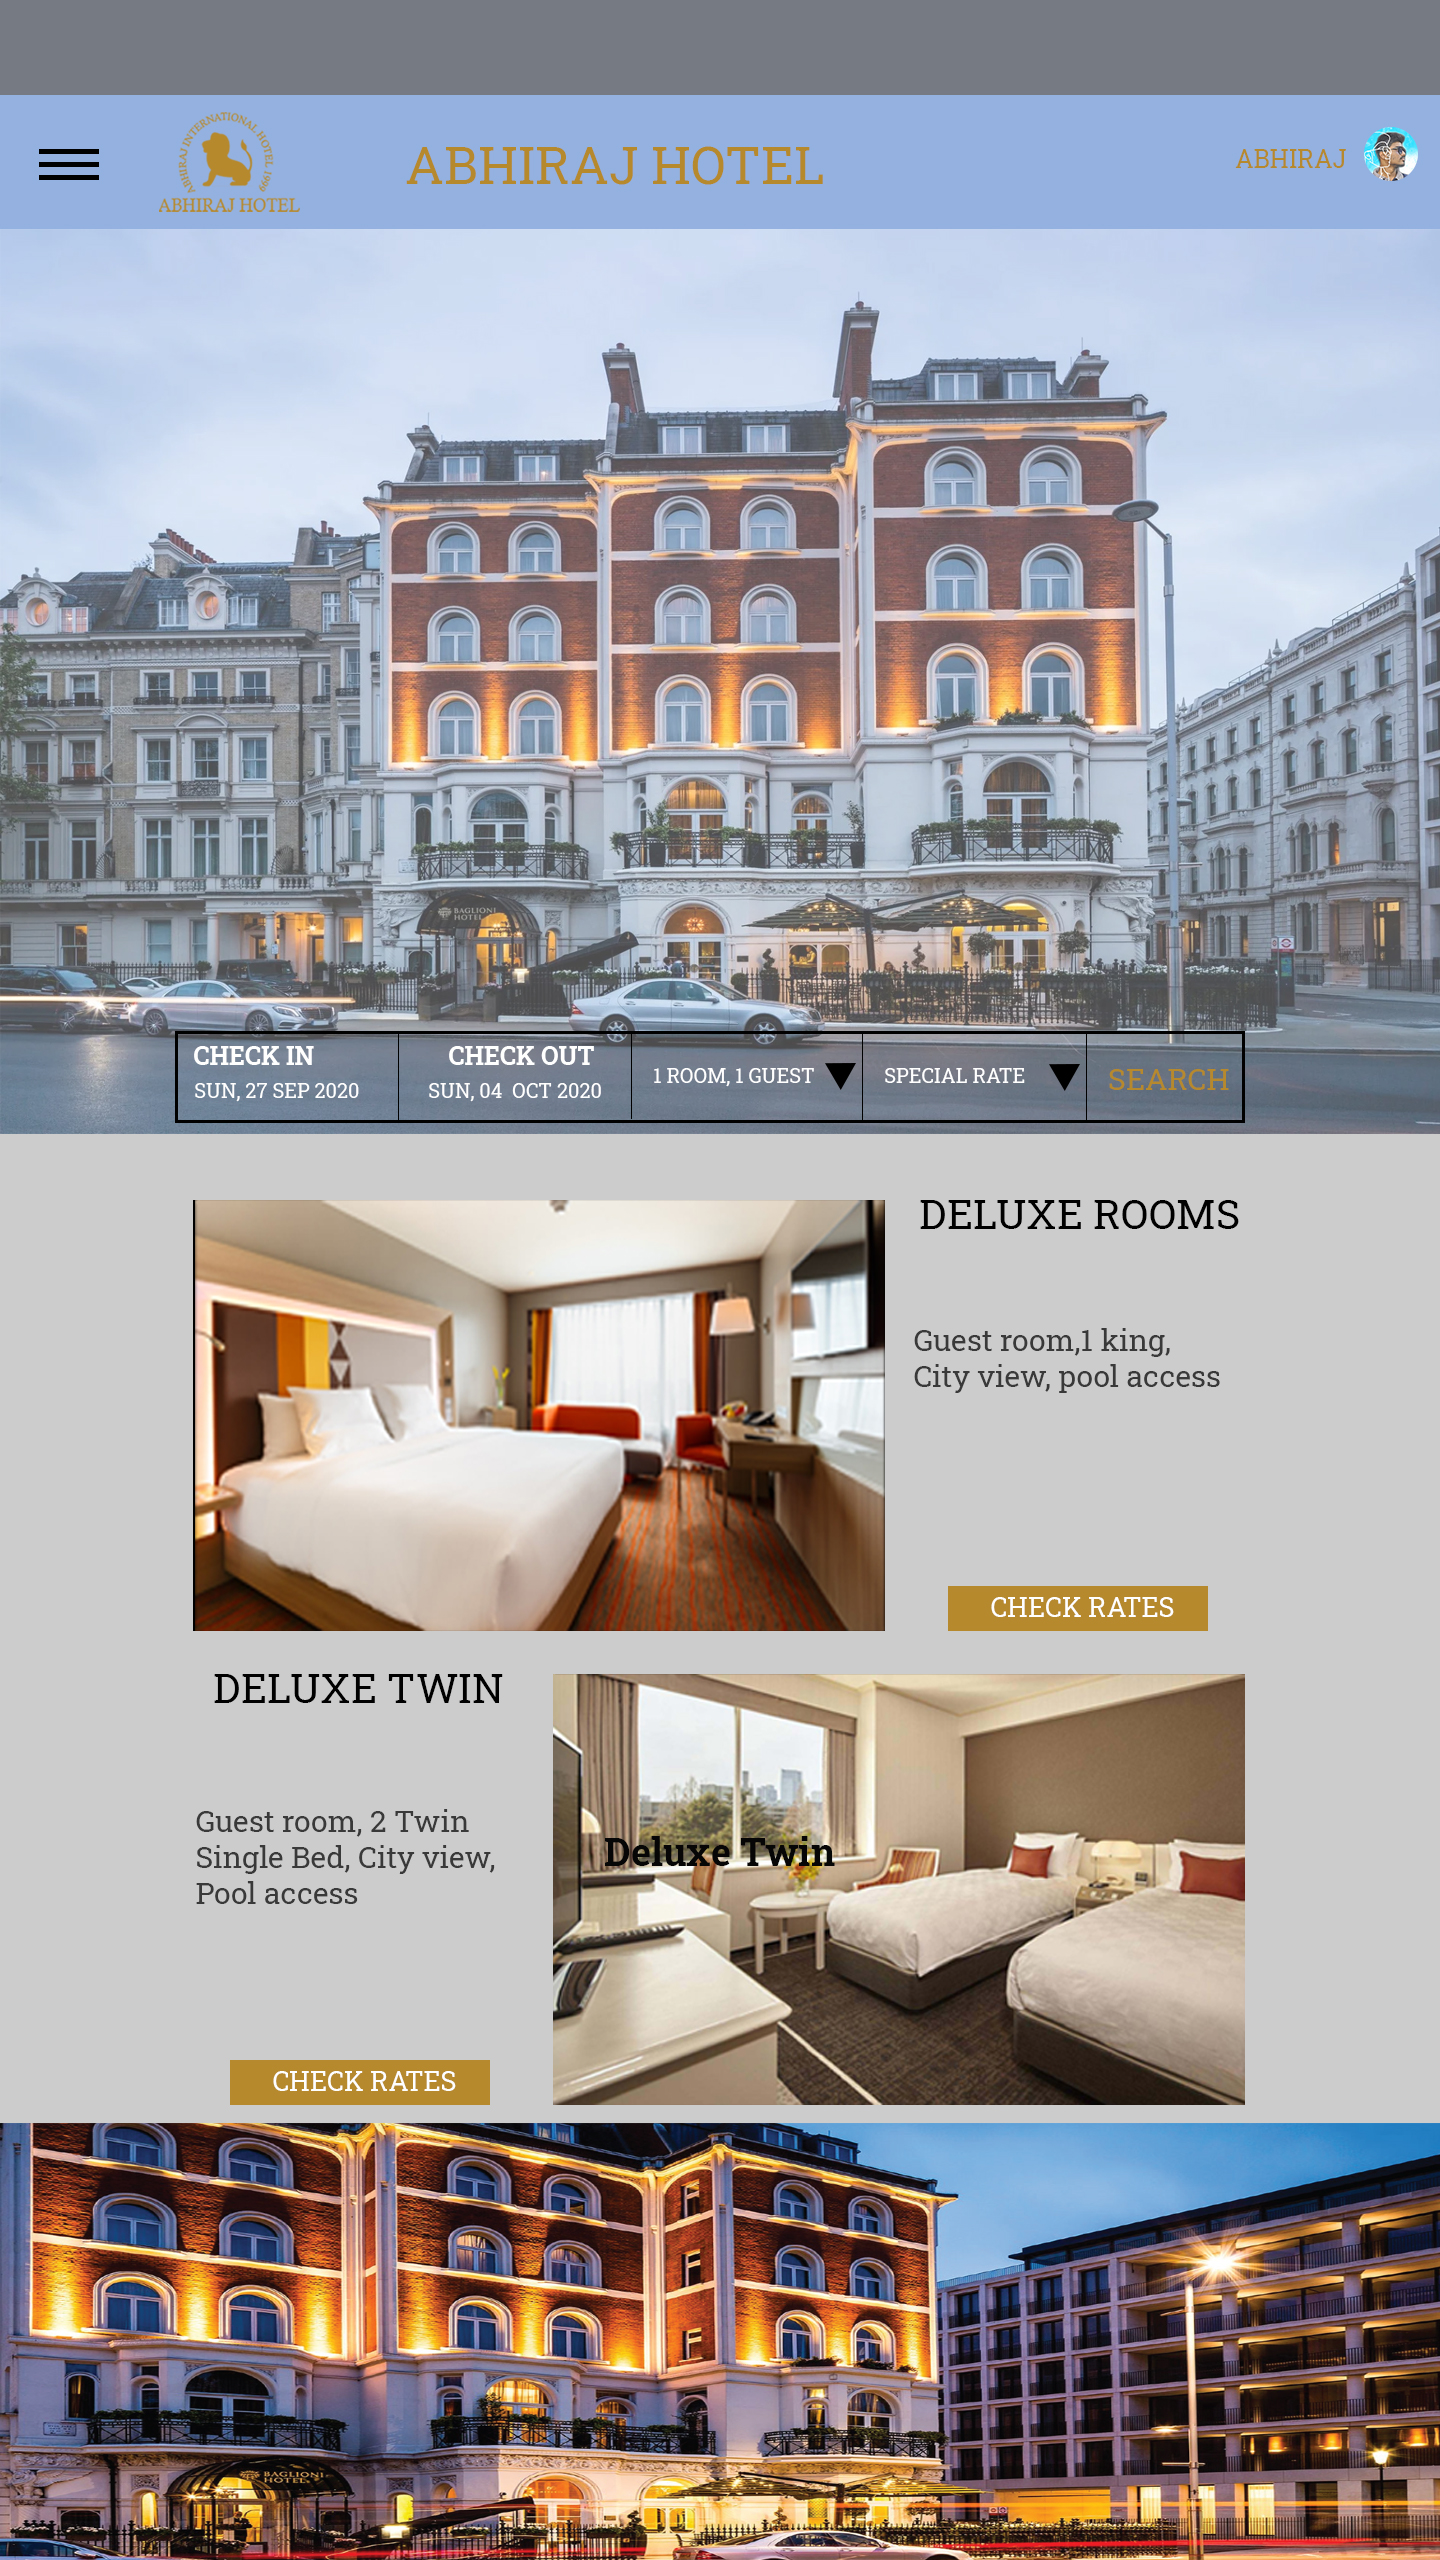 ABHIRAJ INTERNATIONAL HOTEL
ABHIRAJ HOTEL
ABHIRAJ HOTEL
ABHIRAJ
BAGLIONI
HOTEL
CHECK IN
SUN, 27 SEP 2020
CHECK OUT
SUN, 04 OCT 2020
1 ROOM, 1 GUEST
SPECIAL RATE
SEARCH
DELUXE ROOMS
Guest room,1 king,
City view, pool access
CHECK RATES
DELUXE TWIN
Guest room, 2 Twin
Single Bed, City view,
Pool access
Deluxe Twin
CHECK RATES
BAGLIONI
HOTEL